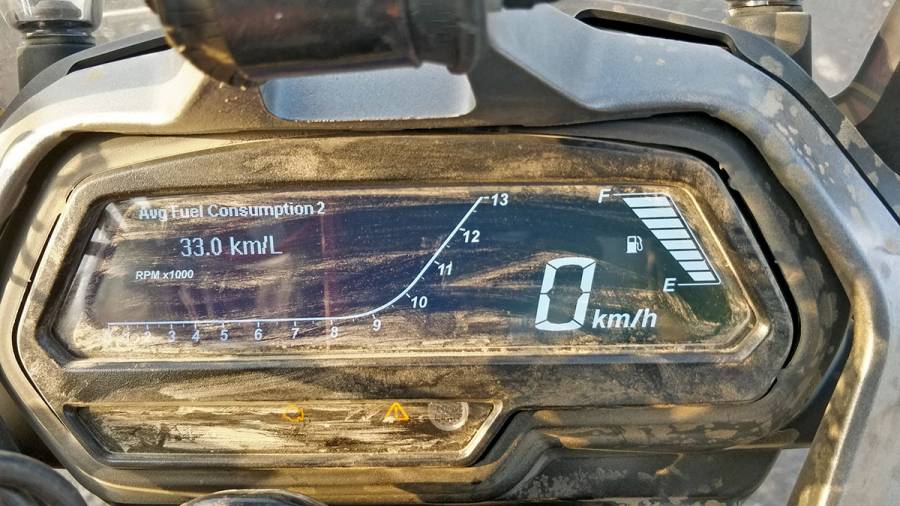 Avg Fuel Consumption 2
33.0 km/L
RPM x1000
2 3 4 5 6 7 8 9 10 11 12 13
F
E
0 km/h